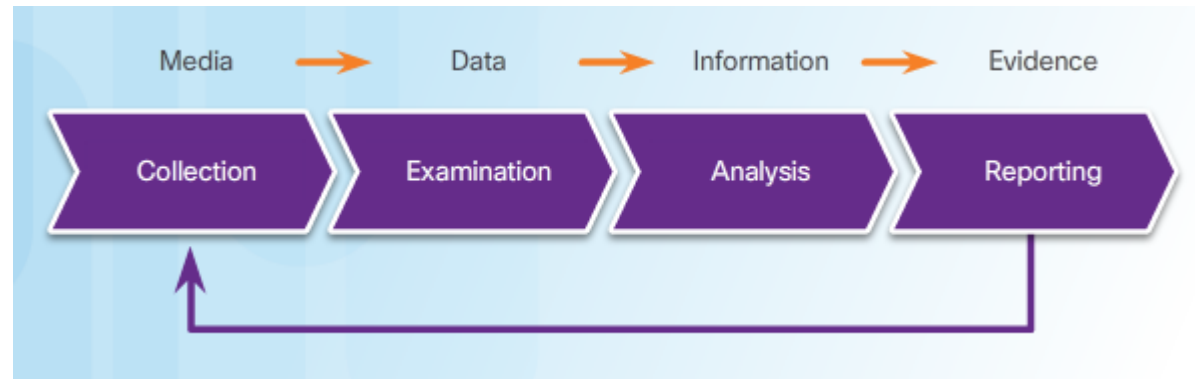 Media
Data
Information
Evidence
Collection
Examination
Analysis
Reporting